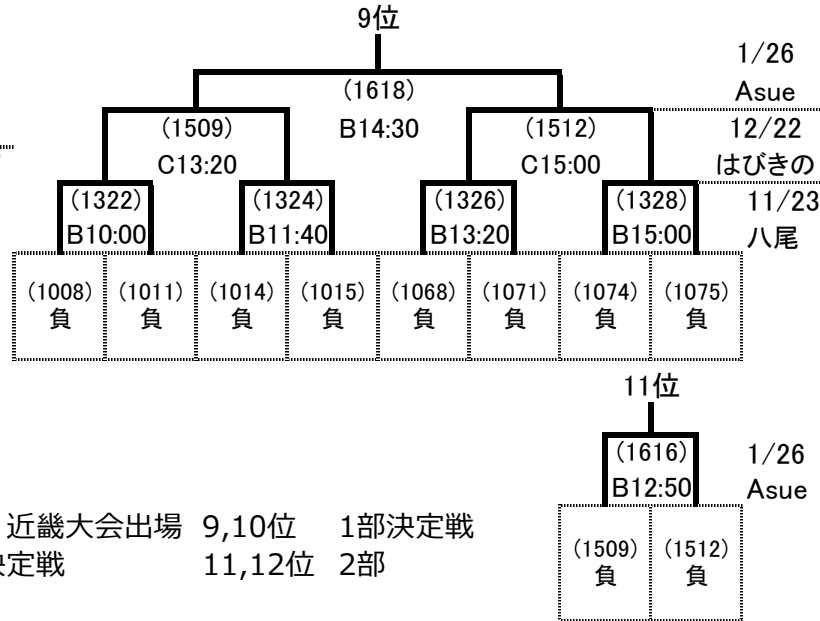 9位
1/26
(1618)
Asue
(1509)
B14:30
(1512)
12/22
C13:20
C15:00
はびきの
(1322)
(1324)
(1326)
(1328)
11/23
B10:00
B11:40
B13:20
B15:00
八尾
(1008)
(1011)
(1014)
(1015)
(1068)
(1071)
(1074)
(1075)
負
負
負
負
負
負
負
負
11位
(1616)
1/26
B12:50
Asue
近畿大会出場 9,10位 1部決定戦
(1509)
(1512)
決定戦 11,12位 2部
負
負